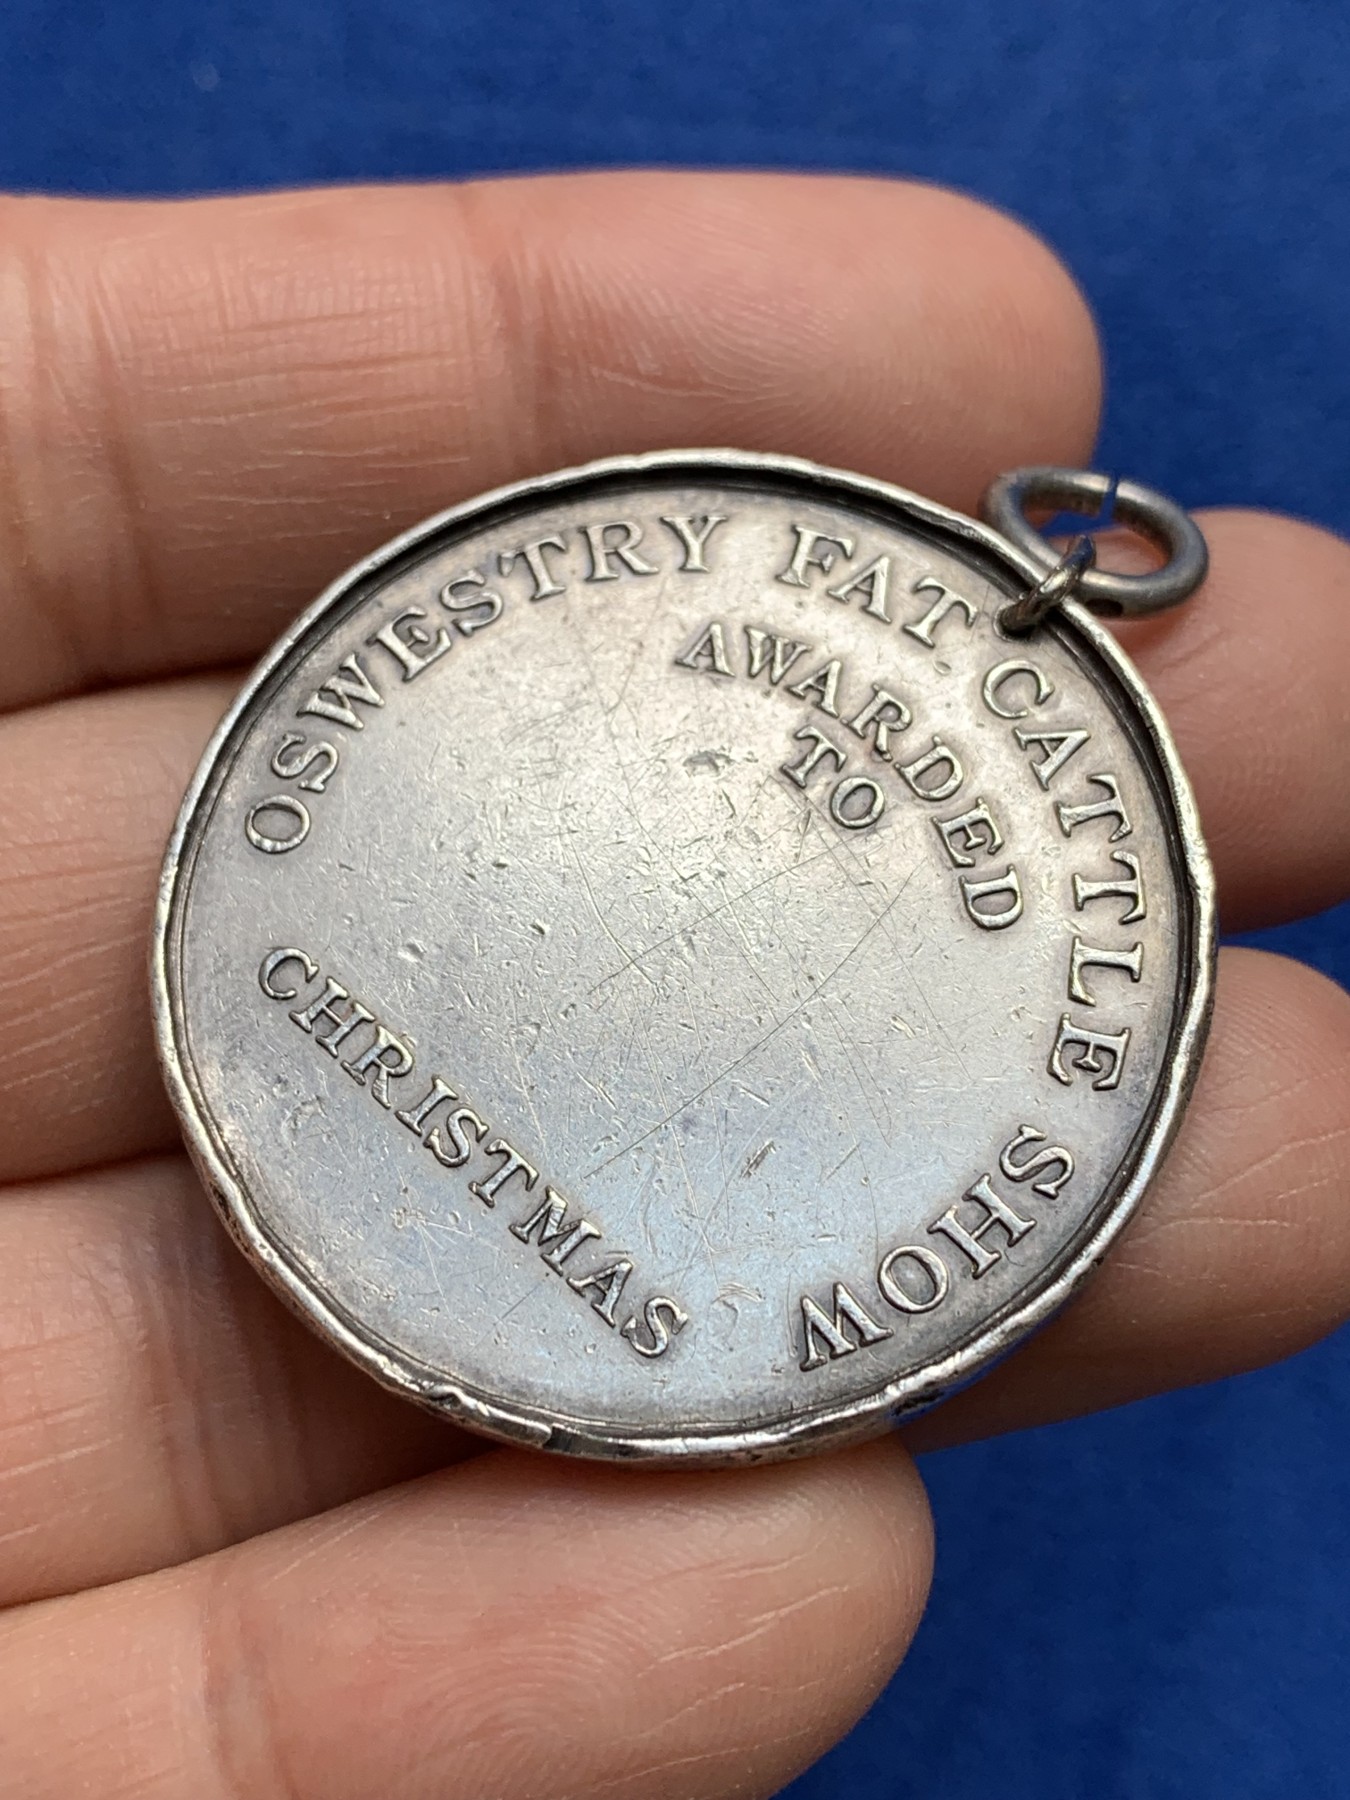 OSWESTRY FAT CATTLE SHOW
AWARDED
TO
CHRISTMAS